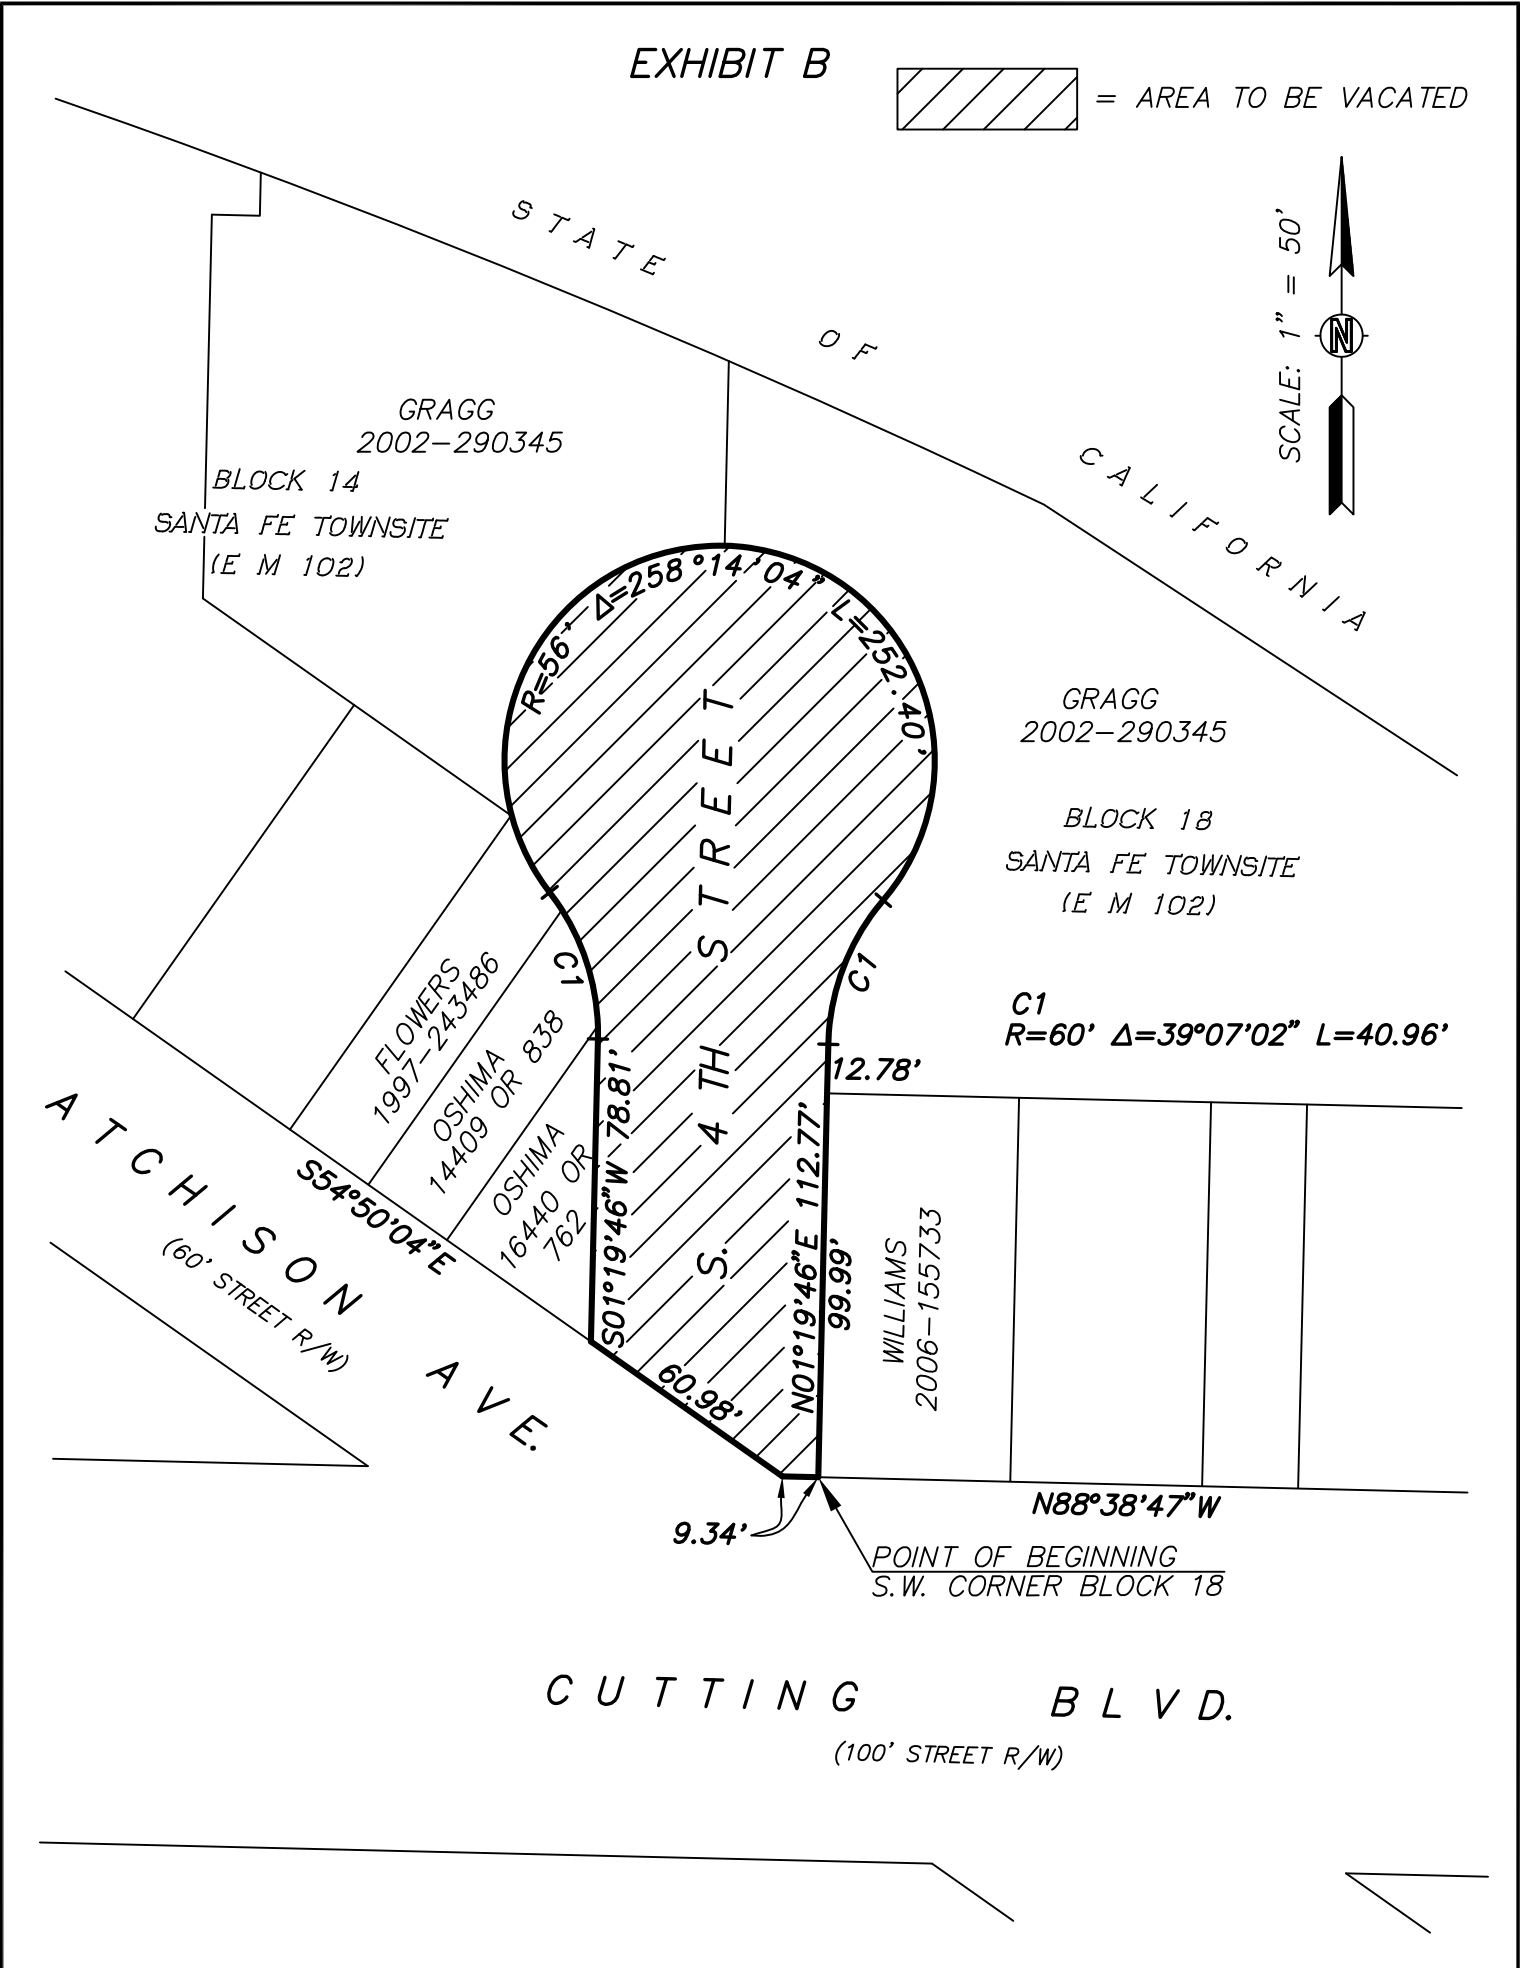 EXHIBIT B
= AREA TO BE VACATED
STATE OF CALIFORNIA
SCALE: 1" = 50'
N
GRAGG
2002-290345
BLOCK 14
SANTA FE TOWNSITE
(E M 102)
R=56' Δ=258°14'04" L=252.40'
GRAGG
2002-290345
BLOCK 18
SANTA FE TOWNSITE
(E M 102)
S. 4TH STREET
C1
C1
C1
R=60' Δ=39°07'02" L=40.96'
FLOWERS
1997-243486
OSHIMA
14409 OR 838
OSHIMA
16440 OR
762
S01°19'46"W 78.81'
12.78'
N01°19'46"E 112.77'
99.99'
WILLIAMS
2006-155733
ATCHISON AVE.
(60' STREET R/W)
S54°50'04"E
60.98'
9.34'
N88°38'47"W
POINT OF BEGINNING
S.W. CORNER BLOCK 18
CUTTING BLVD.
(100' STREET R/W)